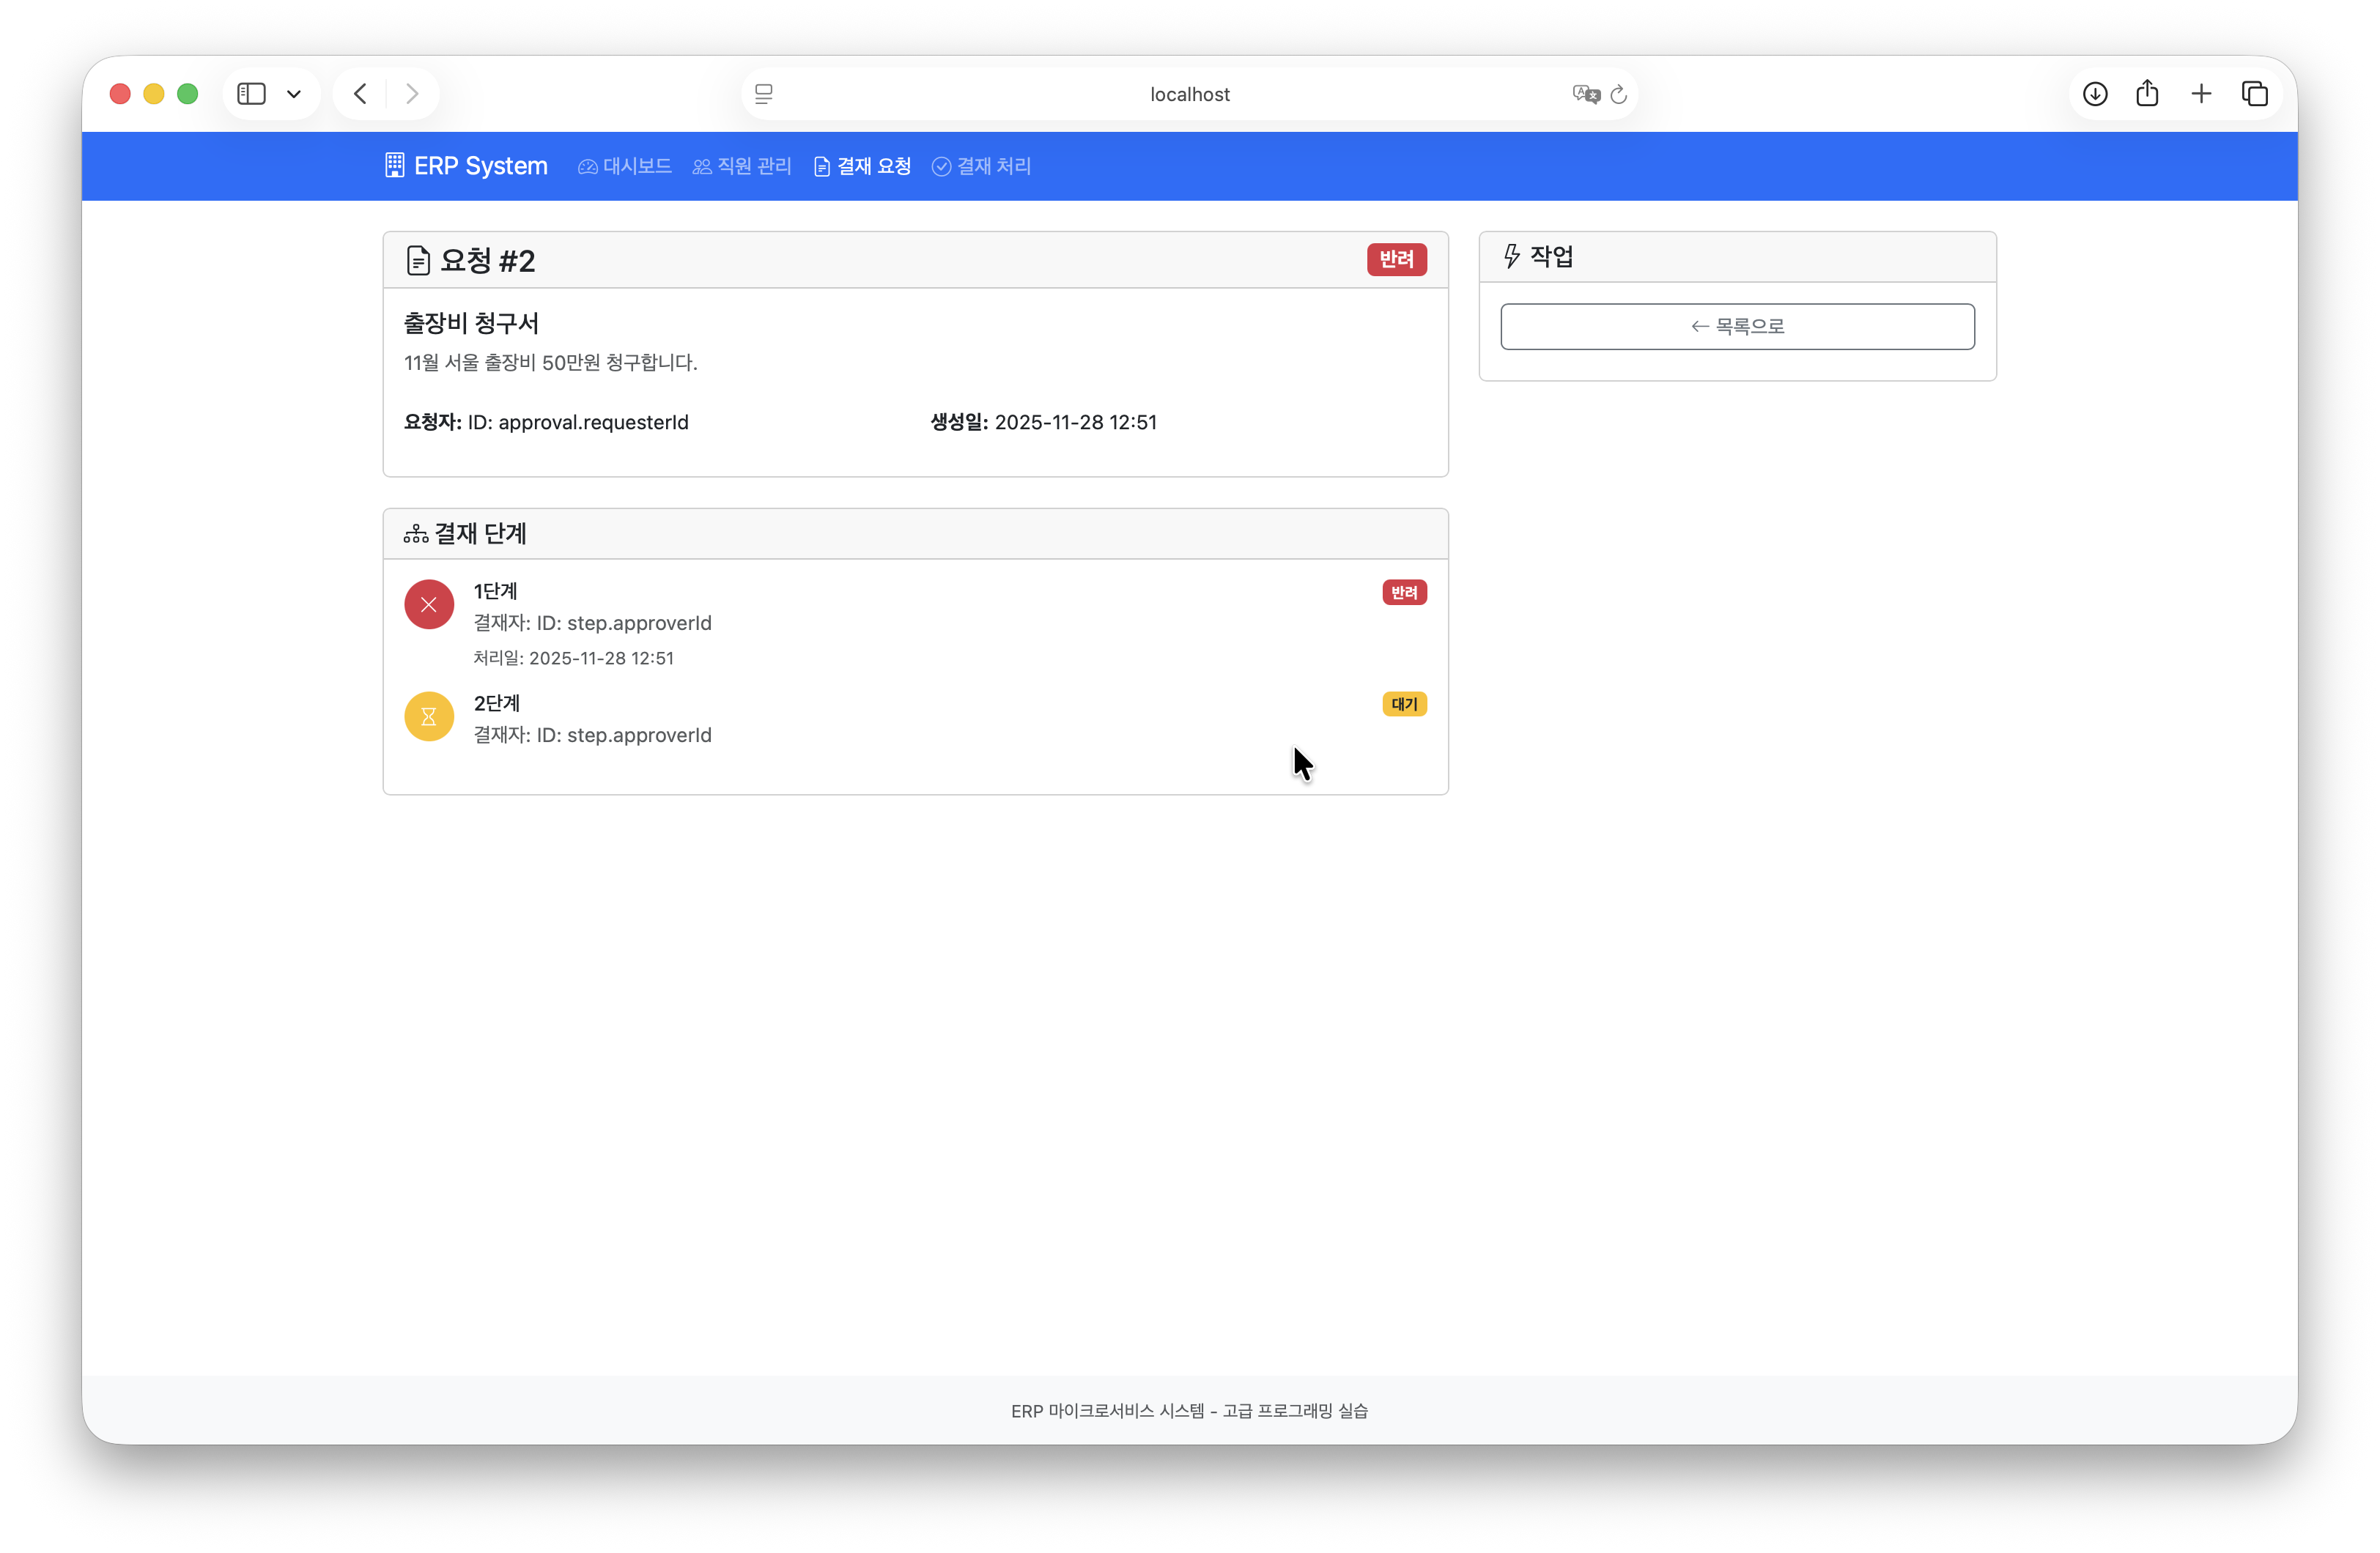 localhost
ERP System 대시보드 직원 관리 결재 요청 결재 처리
요청 #2 반려
출장비 청구서
11월 서울 출장비 50만원 청구합니다.
요청자: ID: approval.requesterId 생성일: 2025-11-28 12:51
작업
← 목록으로
결재 단계
1단계 반려
결재자: ID: step.approverId
처리일: 2025-11-28 12:51
2단계 대기
결재자: ID: step.approverId
ERP 마이크로서비스 시스템 - 고급 프로그래밍 실습